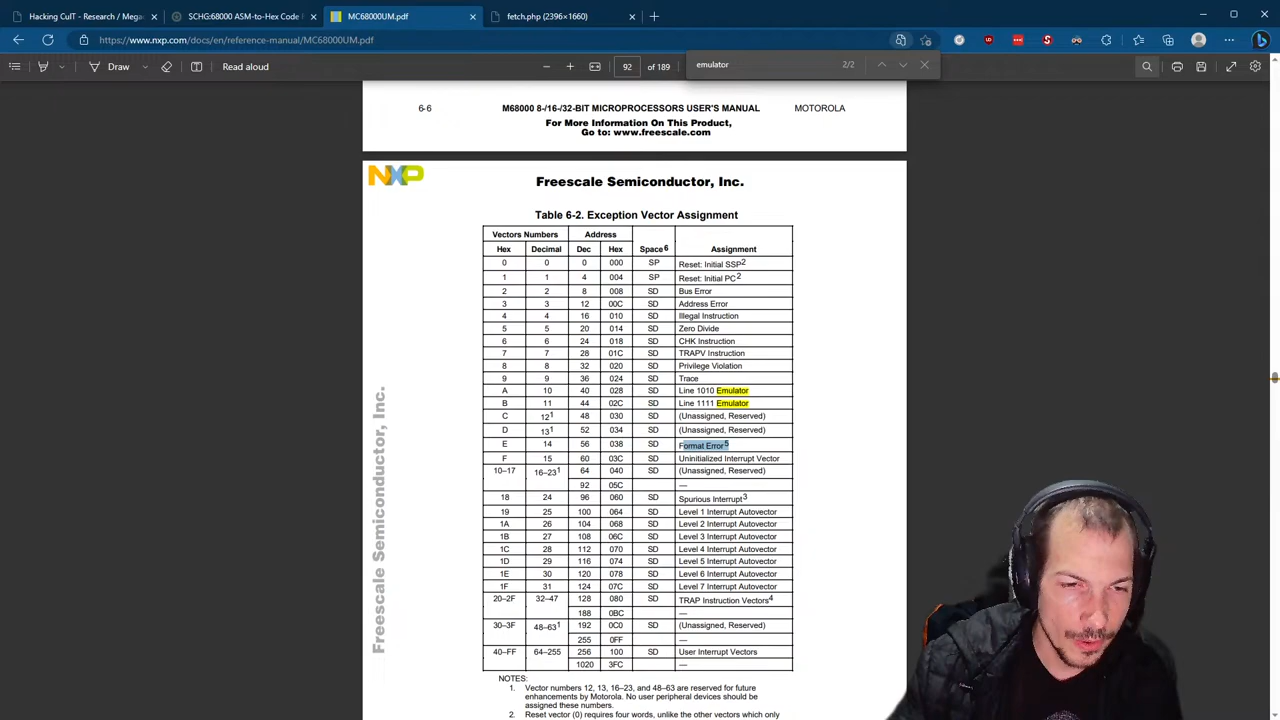 Hacking CulT - Research / Mega
SCHG:68000 ASM-to-Hex Code R
MC68000UM.pdf
fetch.php (2396×1660)
https://www.nxp.com/docs/en/reference-manual/MC68000UM.pdf
Draw
Read aloud
92 of 189
emulator 2/2
6-6 M68000 8-/16-/32-BIT MICROPROCESSORS USER'S MANUAL MOTOROLA
For More Information On This Product,
Go to: www.freescale.com
NXP
Freescale Semiconductor, Inc.
Table 6-2. Exception Vector Assignment
Vectors Numbers Address
Hex Decimal Dec Hex Space6 Assignment
0 0 0 000 SP Reset: Initial SSP2
1 1 4 004 SP Reset: Initial PC2
2 2 8 008 SD Bus Error
3 3 12 00C SD Address Error
4 4 16 010 SD Illegal Instruction
5 5 20 014 SD Zero Divide
6 6 24 018 SD CHK Instruction
7 7 28 01C SD TRAPV Instruction
8 8 32 020 SD Privilege Violation
9 9 36 024 SD Trace
A 10 40 028 SD Line 1010 Emulator
B 11 44 02C SD Line 1111 Emulator
C 121 48 030 SD (Unassigned, Reserved)
D 131 52 034 SD (Unassigned, Reserved)
E 14 56 038 SD Format Error5
F 15 60 03C SD Uninitialized Interrupt Vector
10–17 16–231 64 040 SD (Unassigned, Reserved)
92 05C —
18 24 96 060 SD Spurious Interrupt3
19 25 100 064 SD Level 1 Interrupt Autovector
1A 26 104 068 SD Level 2 Interrupt Autovector
1B 27 108 06C SD Level 3 Interrupt Autovector
1C 28 112 070 SD Level 4 Interrupt Autovector
1D 29 116 074 SD Level 5 Interrupt Autovector
1E 30 120 078 SD Level 6 Interrupt Autovector
1F 31 124 07C SD Level 7 Interrupt Autovector
20–2F 32–47 128 080 SD TRAP Instruction Vectors4
188 0BC —
30–3F 48–631 192 0C0 SD (Unassigned, Reserved)
255 0FF —
40–FF 64–255 256 100 SD User Interrupt Vectors
1020 3FC —
Freescale Semiconductor, Inc.
NOTES:
1. Vector numbers 12, 13, 16–23, and 48–63 are reserved for future
enhancements by Motorola. No user peripheral devices should be
assigned these numbers.
2. Reset vector (0) requires four words, unlike the other vectors which only